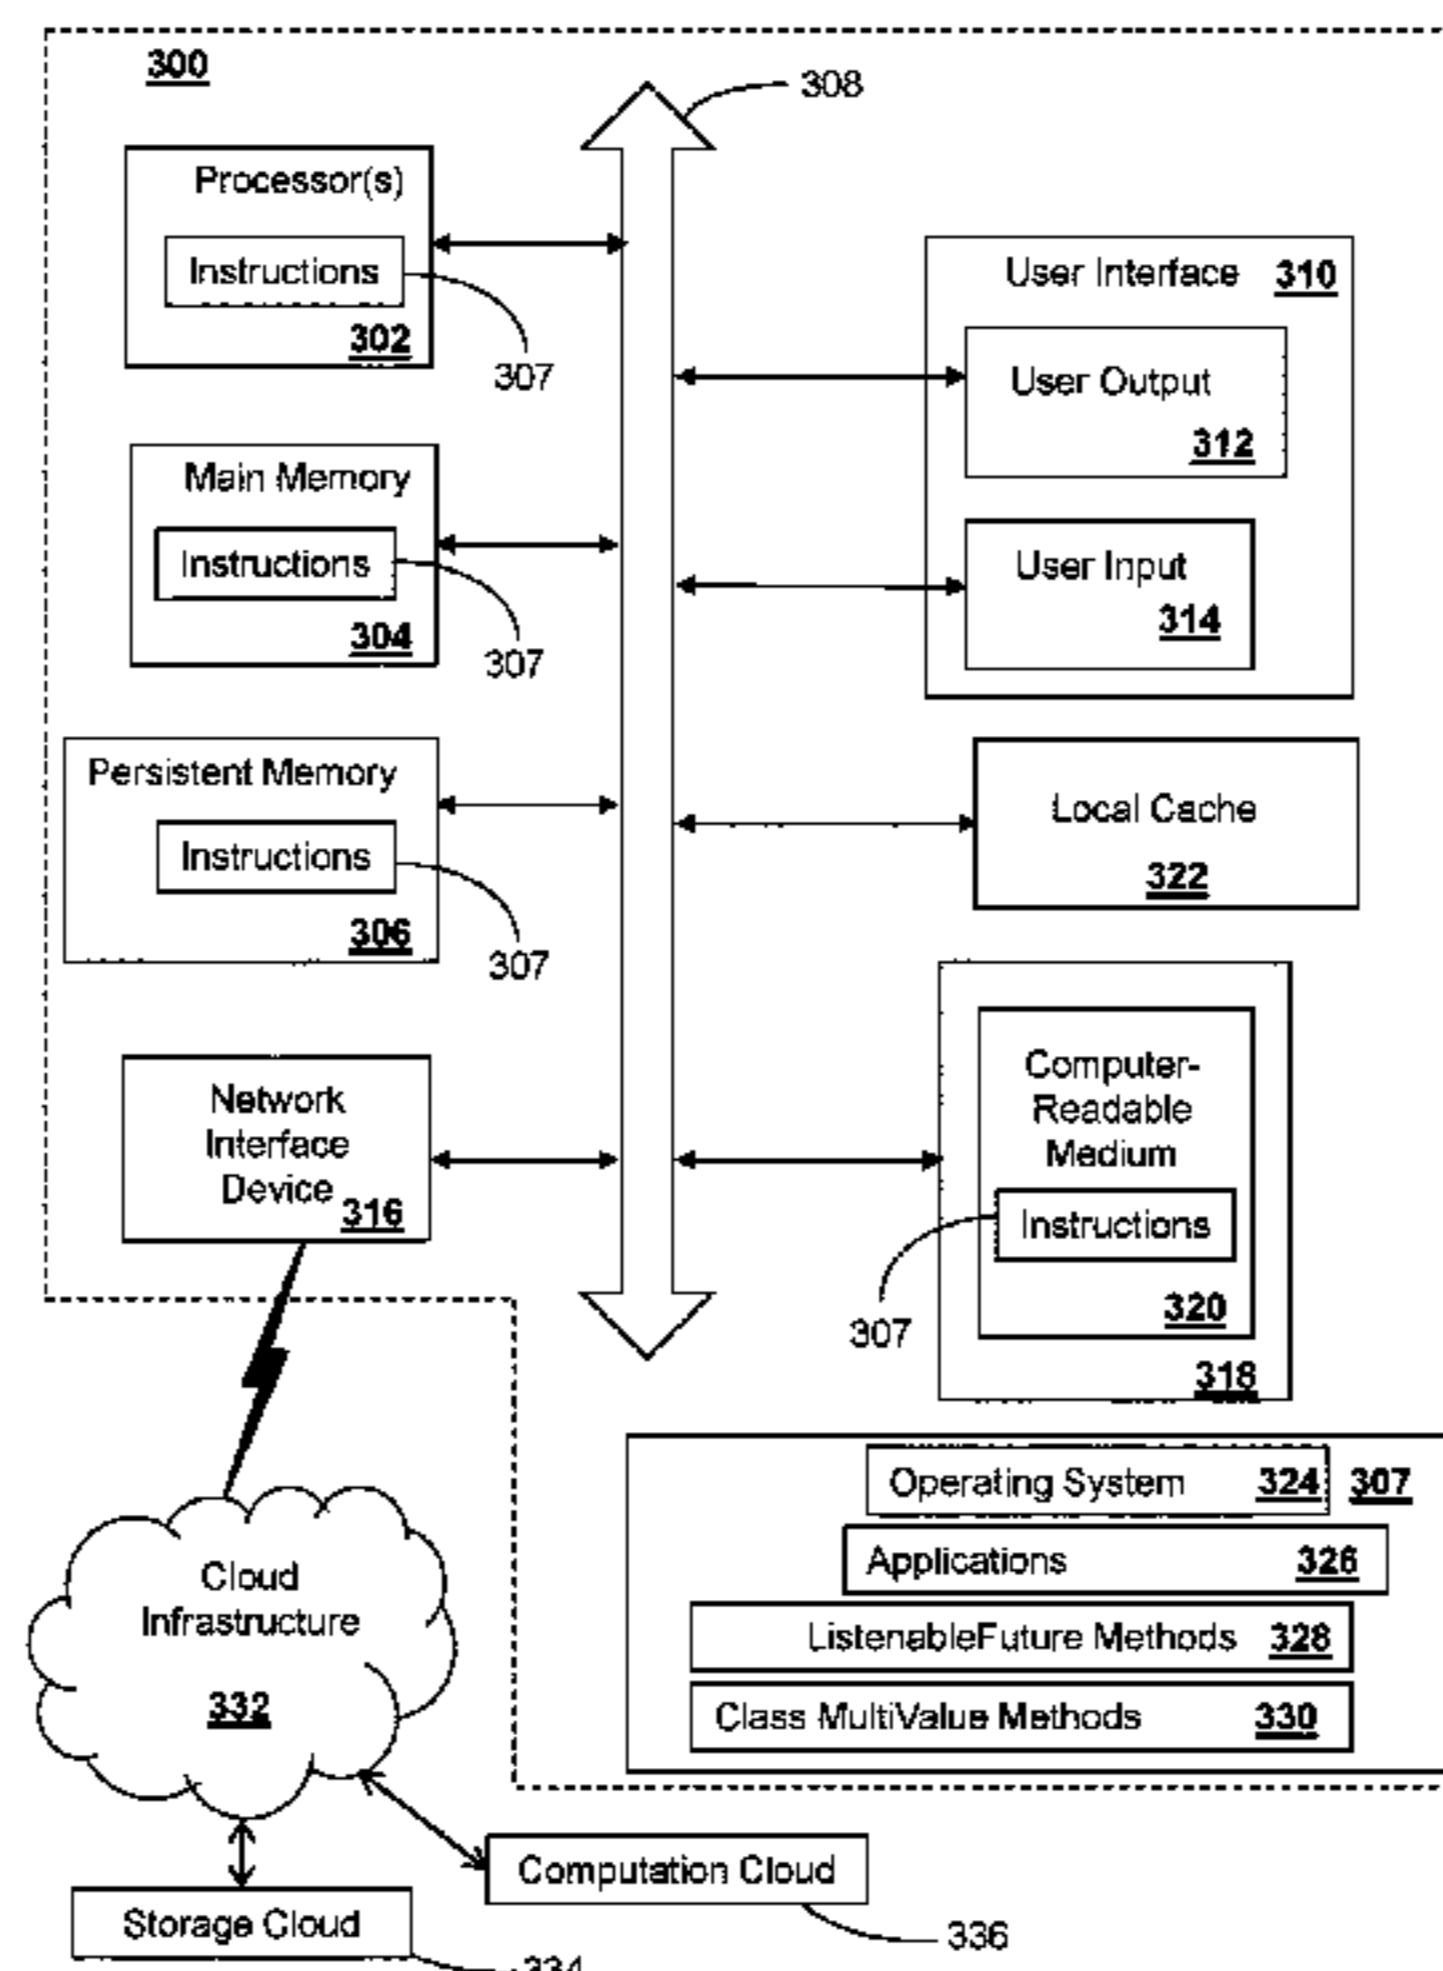 300
308
Processor(s)
Instructions
302
307
User Interface 310
User Output
312
Main Memory
Instructions
304
307
User Input
314
Persistent Memory
Instructions
306
307
Local Cache
322
Network
Interface
Device
316
Computer-
Readable
Medium
Instructions
320
307
318
Operating System 324 307
Applications 326
ListenableFuture Methods 328
Class MultiValue Methods 330
Cloud
Infrastructure
332
Computation Cloud
336
Storage Cloud
334